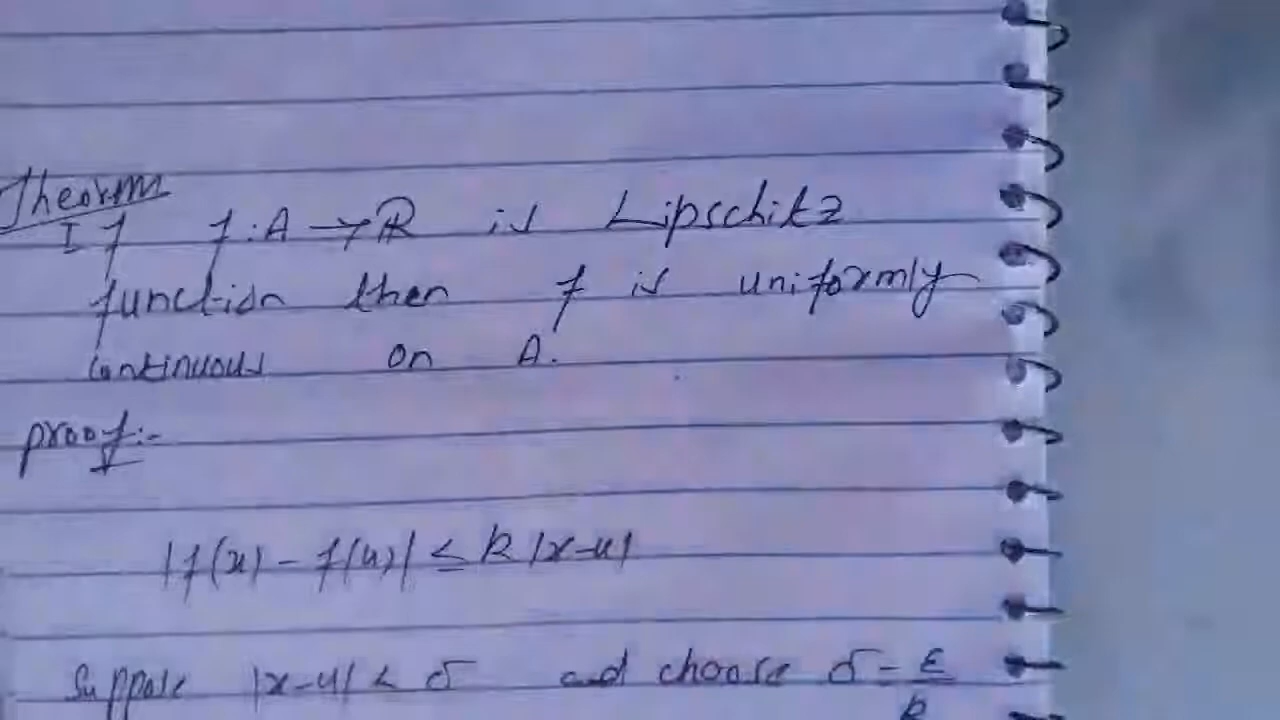 Theorem
If f:A→R is Lipschitz
function then f is uniformly
continuous on A.
proof:-
|f(x) - f(u)| ≤ k |x-u|
Suppose |x-u| < δ and choose δ = ε/k